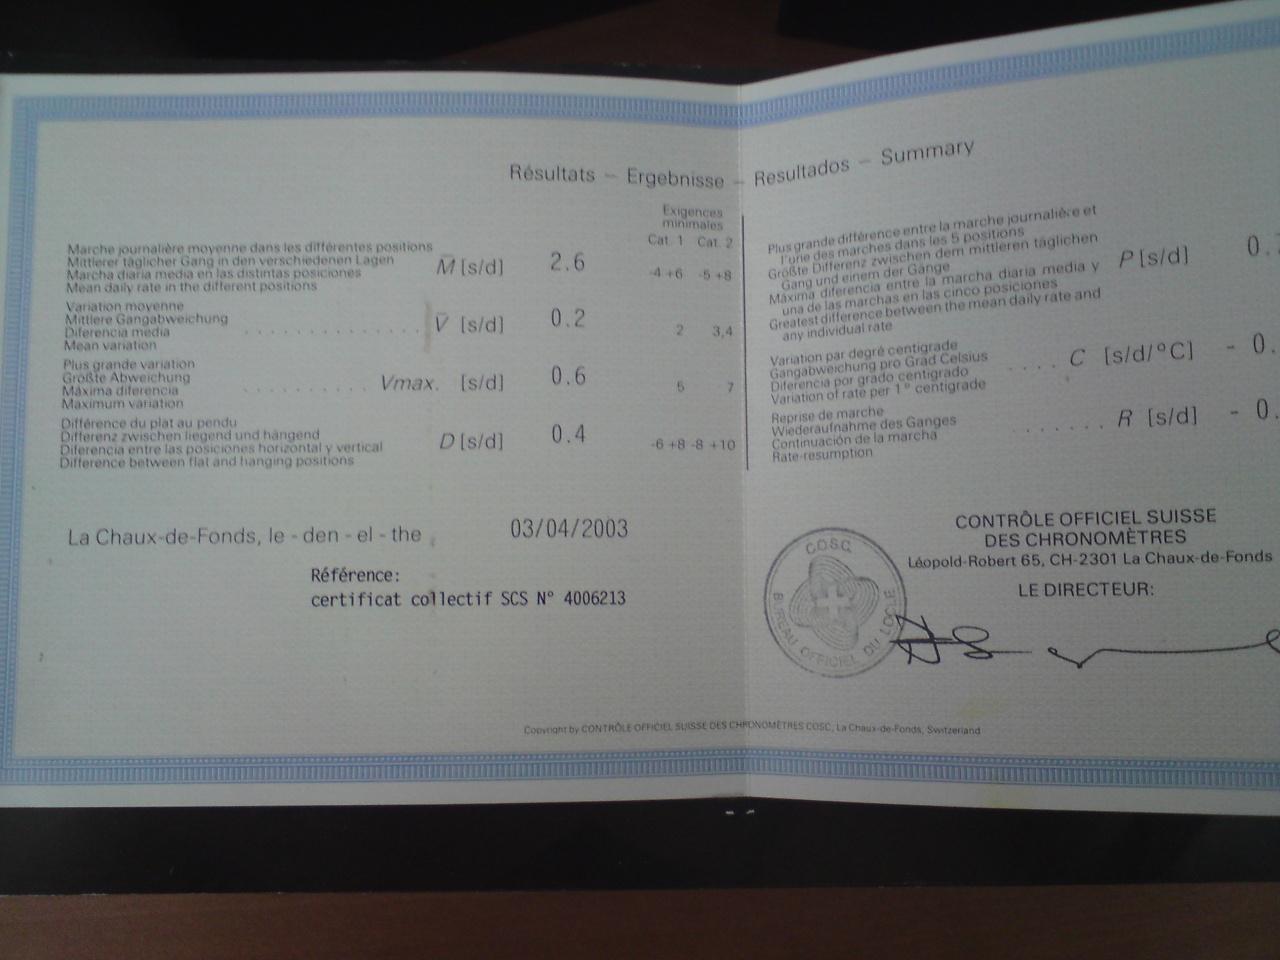 Résultats – Ergebnisse – Resultados – Summary
Exigences
minimales
Cat. 1 Cat. 2
Marche journalière moyenne dans les différentes positions
Mittlerer täglicher Gang in den verschiedenen Lagen
Marcha diaria media en las distintas posiciones
Mean daily rate in the different positions
M̄ [s/d] 2.6 -4 +6 -5 +8
Variation moyenne
Mittlere Gangabweichung
Diferencia media
Mean variation
V̄ [s/d] 0.2 2 3,4
Plus grande variation
Größte Abweichung
Máxima diferencia
Maximum variation
Vmax. [s/d] 0.6 5 7
Différence du plat au pendu
Differenz zwischen liegend und hängend
Diferencia entre las posiciones horizontal y vertical
Difference between flat and hanging positions
D [s/d] 0.4 -6 +8 -8 +10
La Chaux-de-Fonds, le - den - el - the 03/04/2003
Référence:
certificat collectif SCS N° 4006213
Plus grande différence entre la marche journalière et
l'une des marches dans les 5 positions
Größte Differenz zwischen dem mittleren täglichen
Gang und einem der Gänge
Máxima diferencia entre la marcha diaria media y
una de las marchas en las cinco posiciones
Greatest difference between the mean daily rate and
any individual rate
P [s/d] 0.
Variation par degré centigrade
Gangabweichung pro Grad Celsius
Diferencia por grado centigrado
Variation of rate per 1° centigrade
C [s/d/°C] - 0.
Reprise de marche
Wiederaufnahme des Ganges
Continuación de la marcha
Rate-resumption
R [s/d] - 0.
C.O.S.C.
BUREAU OFFICIEL DU LOCLE
CONTRÔLE OFFICIEL SUISSE
DES CHRONOMÈTRES
Léopold-Robert 65, CH-2301 La Chaux-de-Fonds
LE DIRECTEUR:
Copyright by CONTRÔLE OFFICIEL SUISSE DES CHRONOMÈTRES COSC, La Chaux-de-Fonds, Switzerland